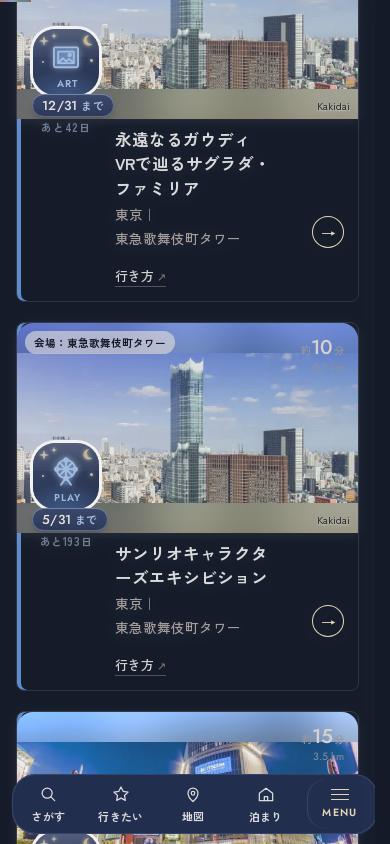 ART
12/31 まで
Kakidai
あと42日
永遠なるガウディ
VRで辿るサグラダ・
ファミリア
東京 |
東急歌舞伎町タワー
→
行き方 ↗
会場：東急歌舞伎町タワー
約10分
PLAY
5/31 まで
Kakidai
あと193日
サンリオキャラクタ
ーズエキシビション
東京 |
東急歌舞伎町タワー
→
行き方 ↗
約15分
3.5km
さがす
行きたい
地図
泊まり
MENU